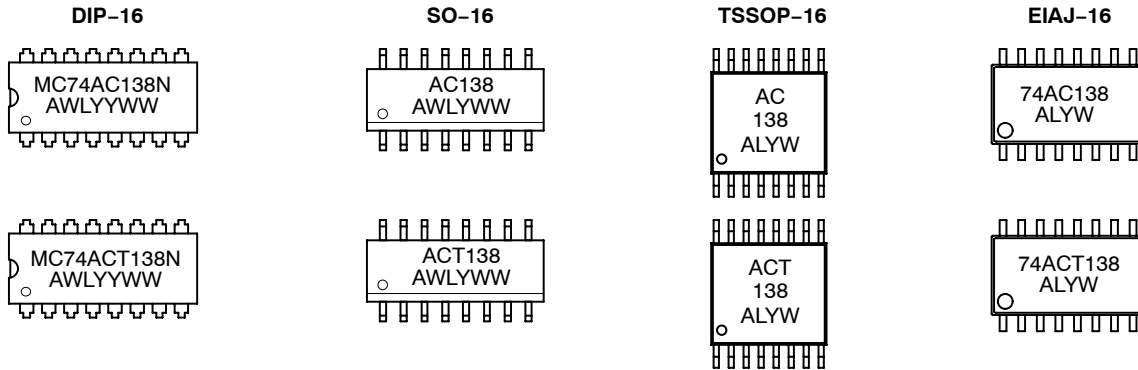 DIP−16
SO−16
TSSOP−16
EIAJ−16
MC74AC138N
AWLYYWW
AC138
AWLYWW
AC
138
ALYW
74AC138
ALYW
MC74ACT138N
AWLYYWW
ACT138
AWLYWW
ACT
138
ALYW
74ACT138
ALYW